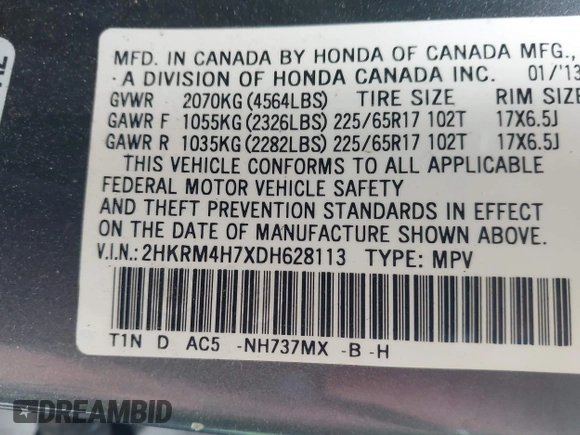 MFD. IN CANADA BY HONDA OF CANADA MFG.,
A DIVISION OF HONDA CANADA INC. 01/'13
GVWR 2070KG (4564LBS) TIRE SIZE RIM SIZE
GAWR F 1055KG (2326LBS) 225/65R17 102T 17X6.5J
GAWR R 1035KG (2282LBS) 225/65R17 102T 17X6.5J
THIS VEHICLE CONFORMS TO ALL APPLICABLE
FEDERAL MOTOR VEHICLE SAFETY
AND THEFT PREVENTION STANDARDS IN EFFECT
ON THE DATE OF MANUFACTURE SHOWN ABOVE.
V.I.N.: 2HKRM4H7XDH628113 TYPE: MPV
T1N D AC5 -NH737MX -B -H
DREAMBID